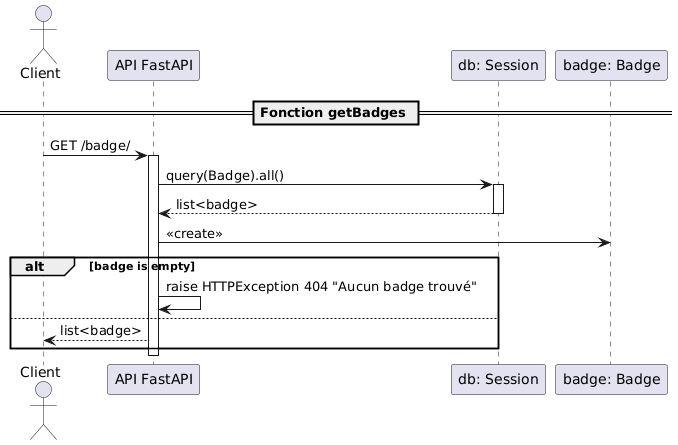 Client
API FastAPI
db: Session
badge: Badge
Fonction getBadges
GET /badge/
query(Badge).all()
list<badge>
«create»
alt
[badge is empty]
raise HTTPException 404 "Aucun badge trouvé"
list<badge>
Client
API FastAPI
db: Session
badge: Badge